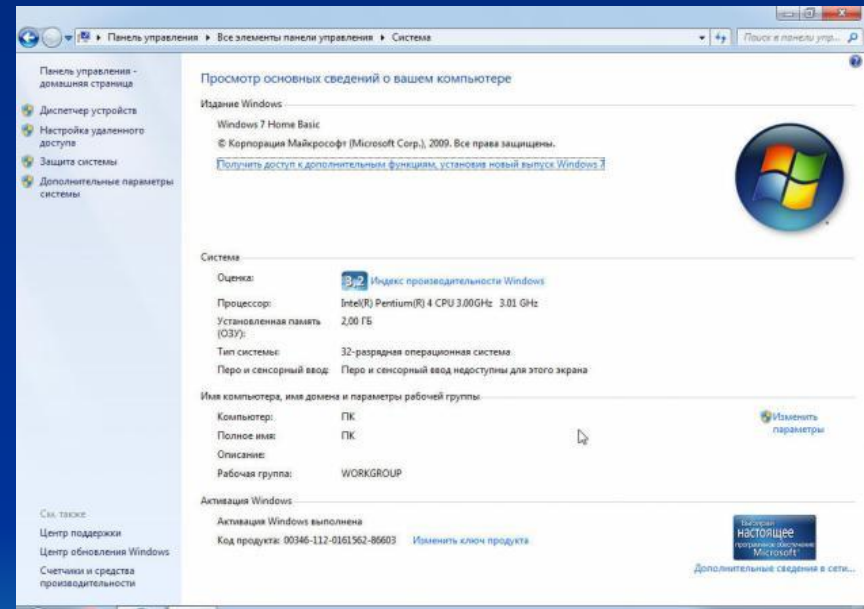 Панель управления ▸ Все элементы панели управления ▸ Система
Поиск в панели упр...
Панель управления -
домашняя страница
Диспетчер устройств
Настройка удаленного
доступа
Защита системы
Дополнительные параметры
системы
Просмотр основных сведений о вашем компьютере
Издание Windows
Windows 7 Home Basic
© Корпорация Майкрософт (Microsoft Corp.), 2009. Все права защищены.
Получить доступ к дополнительным функциям, установив новый выпуск Windows 7
Система
Оценка: 3,2 Индекс производительности Windows
Процессор: Intel(R) Pentium(R) 4 CPU 3.00GHz 3.01 GHz
Установленная память 2,00 ГБ
(ОЗУ):
Тип системы: 32-разрядная операционная система
Перо и сенсорный ввод: Перо и сенсорный ввод недоступны для этого экрана
Имя компьютера, имя домена и параметры рабочей группы
Компьютер: ПК
Изменить
параметры
Полное имя: ПК
Описание:
Рабочая группа: WORKGROUP
Активация Windows
Активация Windows выполнена
Код продукта: 00346-112-0161562-86603 Изменить ключ продукта
настоящее
Microsoft
Дополнительные сведения в сети...
См. также
Центр поддержки
Центр обновления Windows
Счетчики и средства
производительности